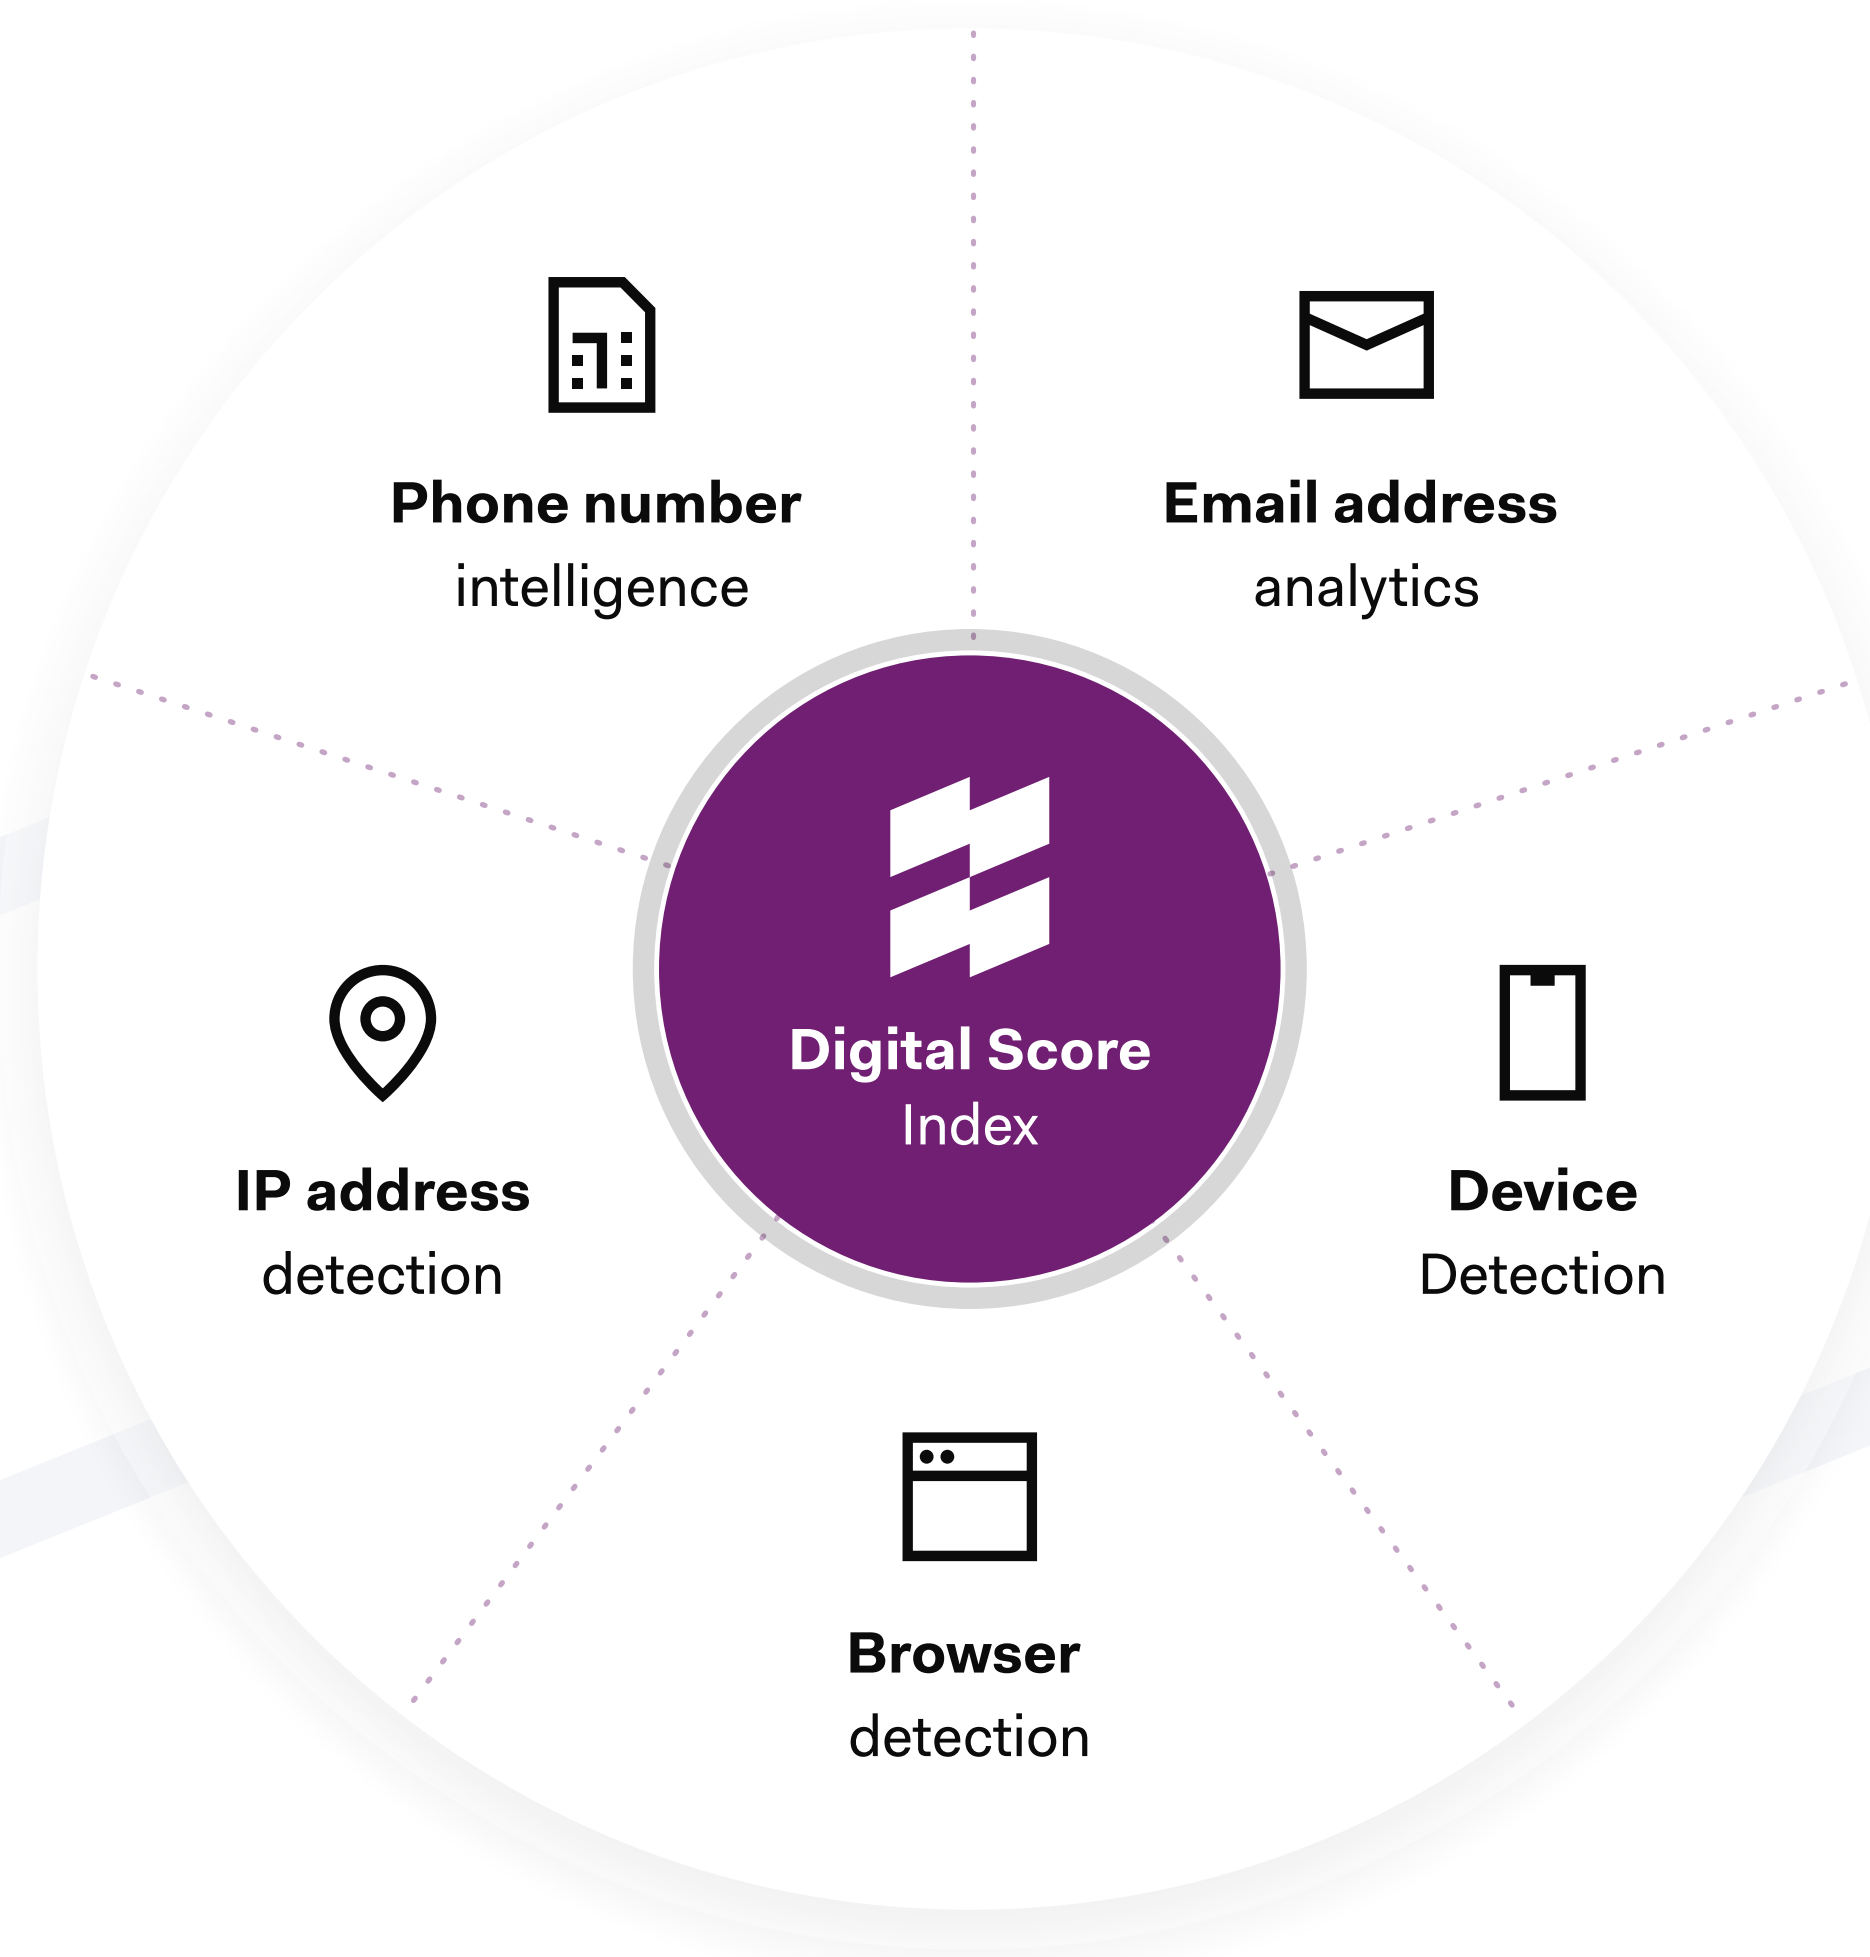 Phone number
intelligence
Email address
analytics
Digital Score
Index
IP address
detection
Device
Detection
Browser
detection